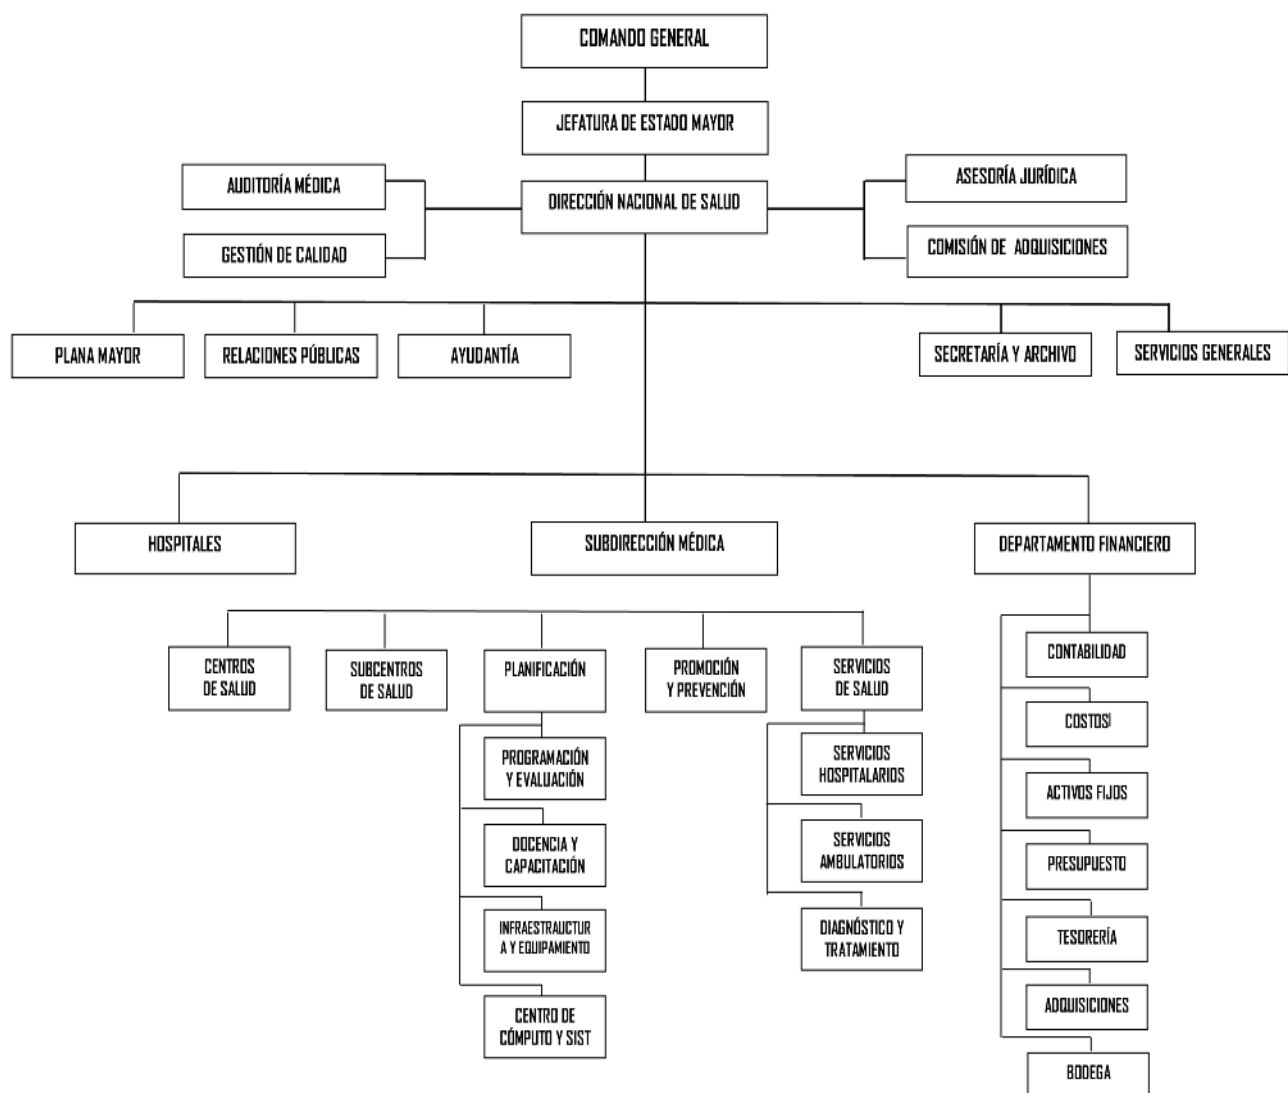 COMANDO GENERAL
JEFATURA DE ESTADO MAYOR
AUDITORÍA MÉDICA
DIRECCIÓN NACIONAL DE SALUD
ASESORÍA JURÍDICA
GESTIÓN DE CALIDAD
COMISIÓN DE ADQUISICIONES
PLANA MAYOR
RELACIONES PÚBLICAS
AYUDANTÍA
SECRETARÍA Y ARCHIVO
SERVICIOS GENERALES
HOSPITALES
SUBDIRECCIÓN MÉDICA
DEPARTAMENTO FINANCIERO
CENTROS
DE SALUD
SUBCENTROS
DE SALUD
PLANIFICACIÓN
PROMOCIÓN
Y PREVENCIÓN
SERVICIOS
DE SALUD
PROGRAMACIÓN
Y EVALUACIÓN
DOCENCIA Y
CAPACITACIÓN
INFRAESTRAUCTUR
A Y EQUIPAMIENTO
CENTRO DE
CÓMPUTO Y SIST
SERVICIOS
HOSPITALARIOS
SERVICIOS
AMBULATORIOS
DIAGNÓSTICO Y
TRATAMIENTO
CONTABILIDAD
COSTOS
ACTIVOS FIJOS
PRESUPUESTO
TESORERÍA
ADQUISICIONES
BODEGA